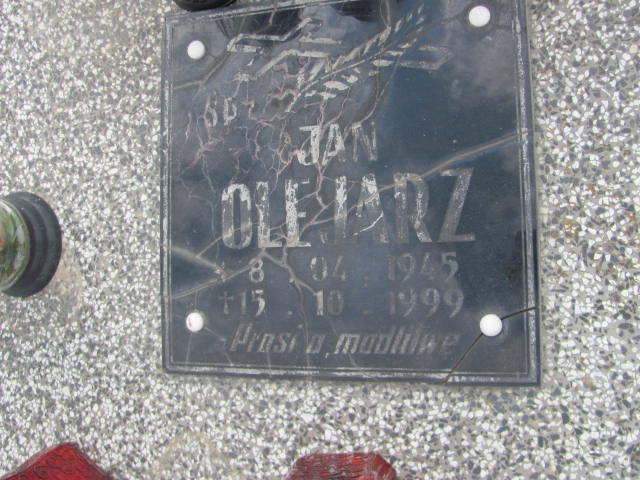 ŚP.
JAN
OLEJARZ
8 . 04 . 1945
†15 . 10 . 1999
Prosi o modlitwę